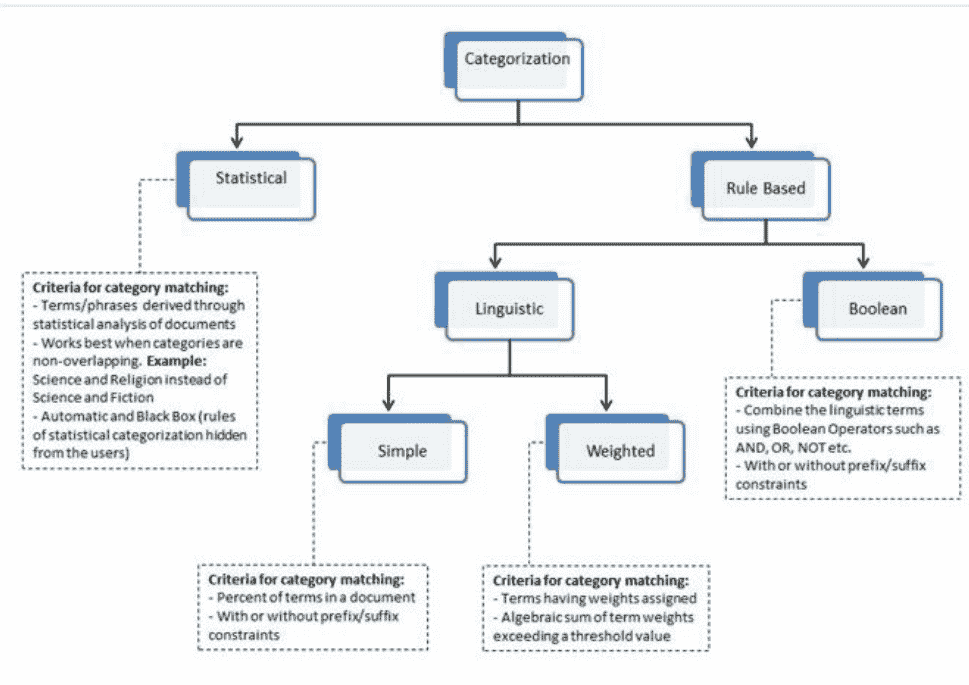 Categorization
Statistical
Rule Based
Criteria for category matching:
- Terms/phrases derived through
statistical analysis of documents
- Works best when categories are
non-overlapping. Example:
Science and Religion instead of
Science and Fiction
- Automatic and Black Box (rules
of statistical categorization hidden
from the users)
Linguistic
Boolean
Criteria for category matching:
- Combine the linguistic terms
using Boolean Operators such as
AND, OR, NOT etc.
- With or without prefix/suffix
constraints
Simple
Weighted
Criteria for category matching:
- Percent of terms in a document
- With or without prefix/suffix
constraints
Criteria for category matching:
- Terms having weights assigned
- Algebraic sum of term weights
exceeding a threshold value